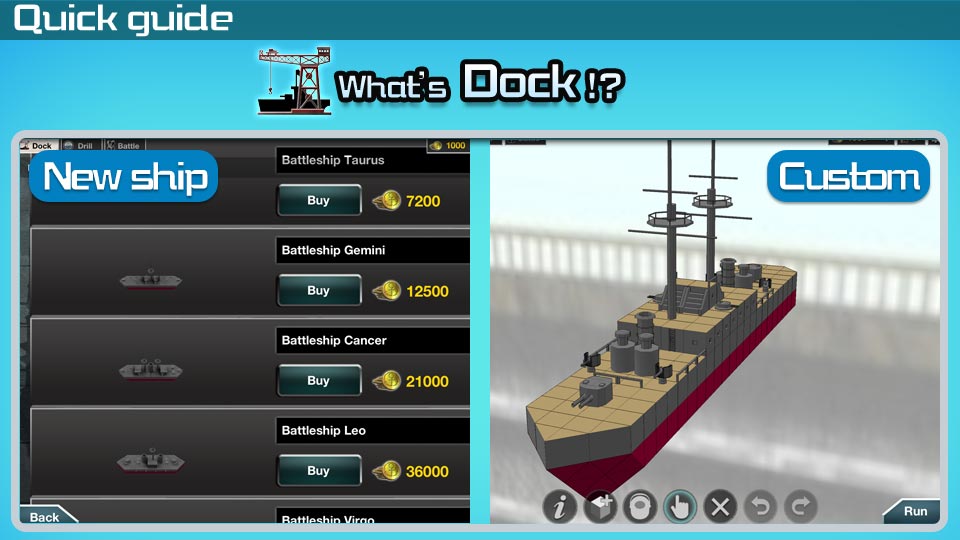 Quick guide
What's Dock !?
Dock
Drill
Battle
1000
New ship
Battleship Taurus
Buy
7200
Battleship Gemini
Buy
12500
Battleship Cancer
Buy
21000
Battleship Leo
Buy
36000
Battleship Virgo
Back
Custom
Run